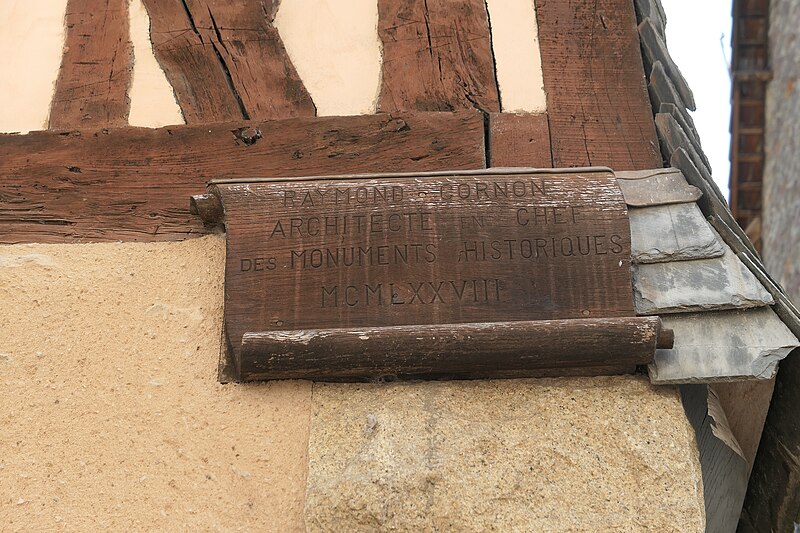 RAYMOND - CORNON
ARCHITECTE EN CHEF
DES MONUMENTS HISTORIQUES
MCMLXXVIII